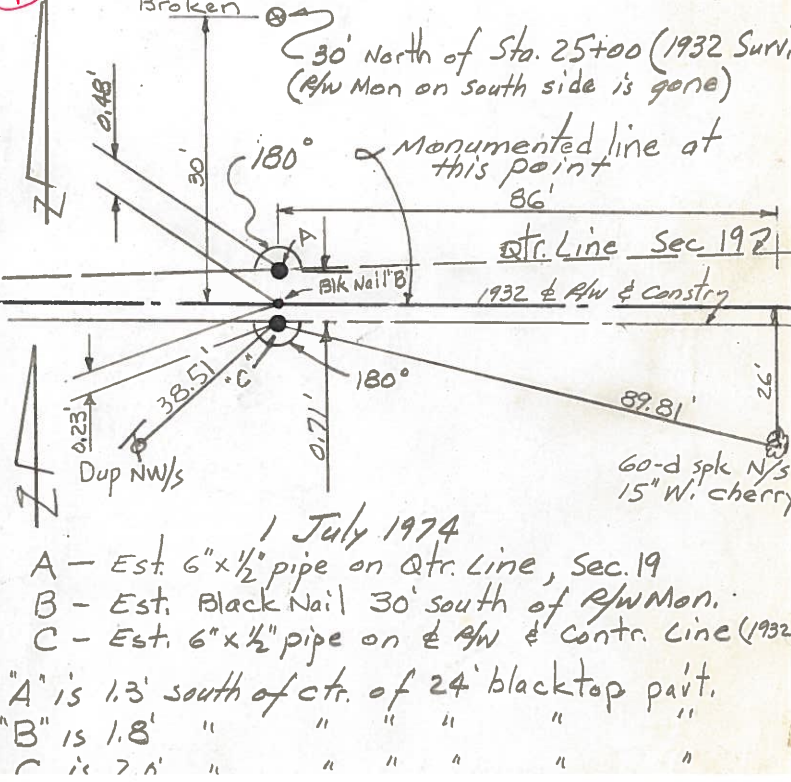 Broken
30' North of Sta. 25+00 (1932 Surv
(R/W Mon on south side is gone)
0.48'
30'
180°
Monumented line at
this point
86'
A
Qtr. Line Sec 19
Blk Nail "B"
1932 ₵ R/W & Constr
"C"
180°
38.51'
89.81'
26'
0.23'
0.71'
Dup NW/s
60-d spk N/s
15" W. cherry
1 July 1974
A - Est. 6"x½" pipe on Qtr. Line, Sec. 19
B - Est. Black Nail 30' south of R/W Mon.
C - Est. 6"x½" pipe on ₵ R/W & Contr. Line (1932
"A" is 1.3' south of ctr. of 24' blacktop pavt.
"B" is 1.8' " " " " " "
C is " " " " " "